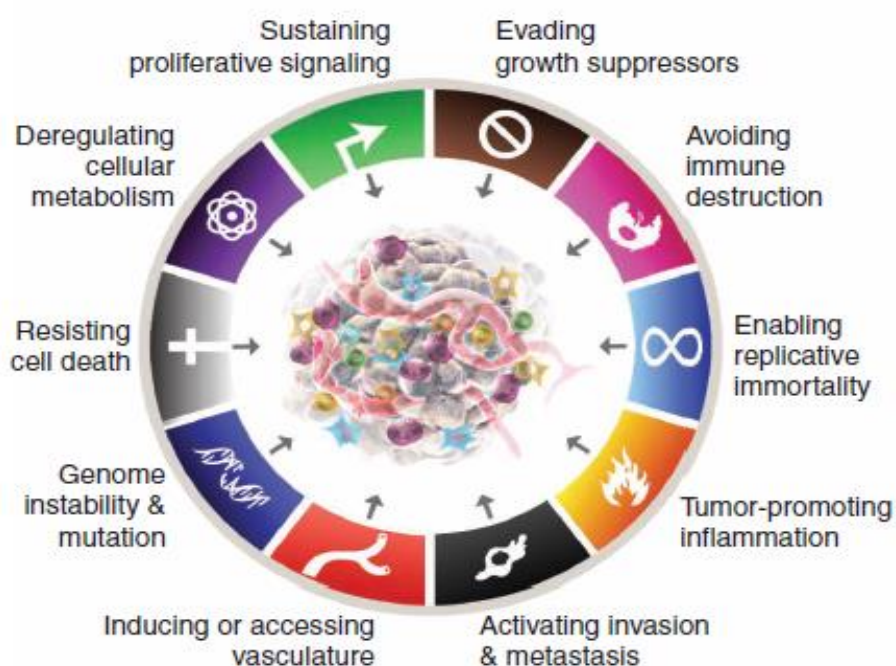 Sustaining
proliferative signaling
Evading
growth suppressors
Avoiding
immune
destruction
Enabling
replicative
immortality
Tumor-promoting
inflammation
Activating invasion
& metastasis
Inducing or accessing
vasculature
Genome
instability &
mutation
Resisting
cell death
Deregulating
cellular
metabolism